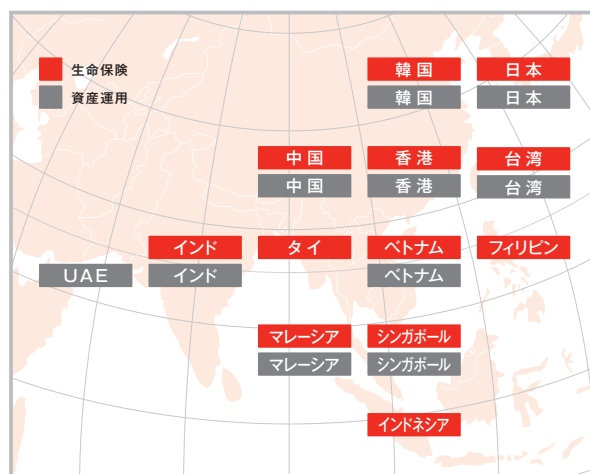 生命保険
資産運用
韓国
日本
韓国
日本
中国
香港
台湾
中国
香港
台湾
インド
タイ
ベトナム
フィリピン
UAE
インド
ベトナム
マレーシア
シンガポール
マレーシア
シンガポール
インドネシア